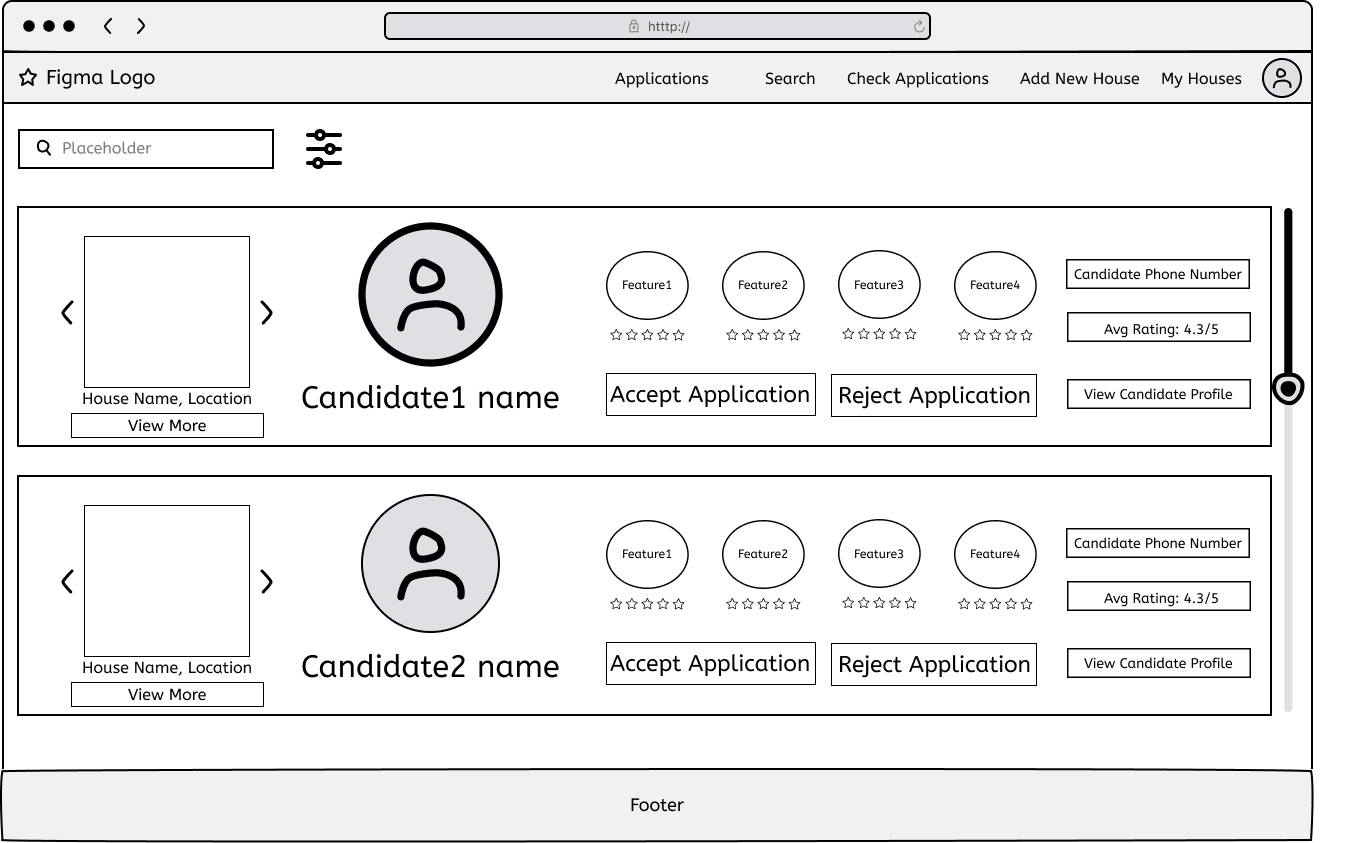 htttp://
Figma Logo
Applications
Search
Check Applications
Add New House
My Houses
Placeholder
House Name, Location
View More
Candidate1 name
Feature1
Feature2
Feature3
Feature4
Accept Application
Reject Application
Candidate Phone Number
Avg Rating: 4.3/5
View Candidate Profile
House Name, Location
View More
Candidate2 name
Feature1
Feature2
Feature3
Feature4
Accept Application
Reject Application
Candidate Phone Number
Avg Rating: 4.3/5
View Candidate Profile
Footer